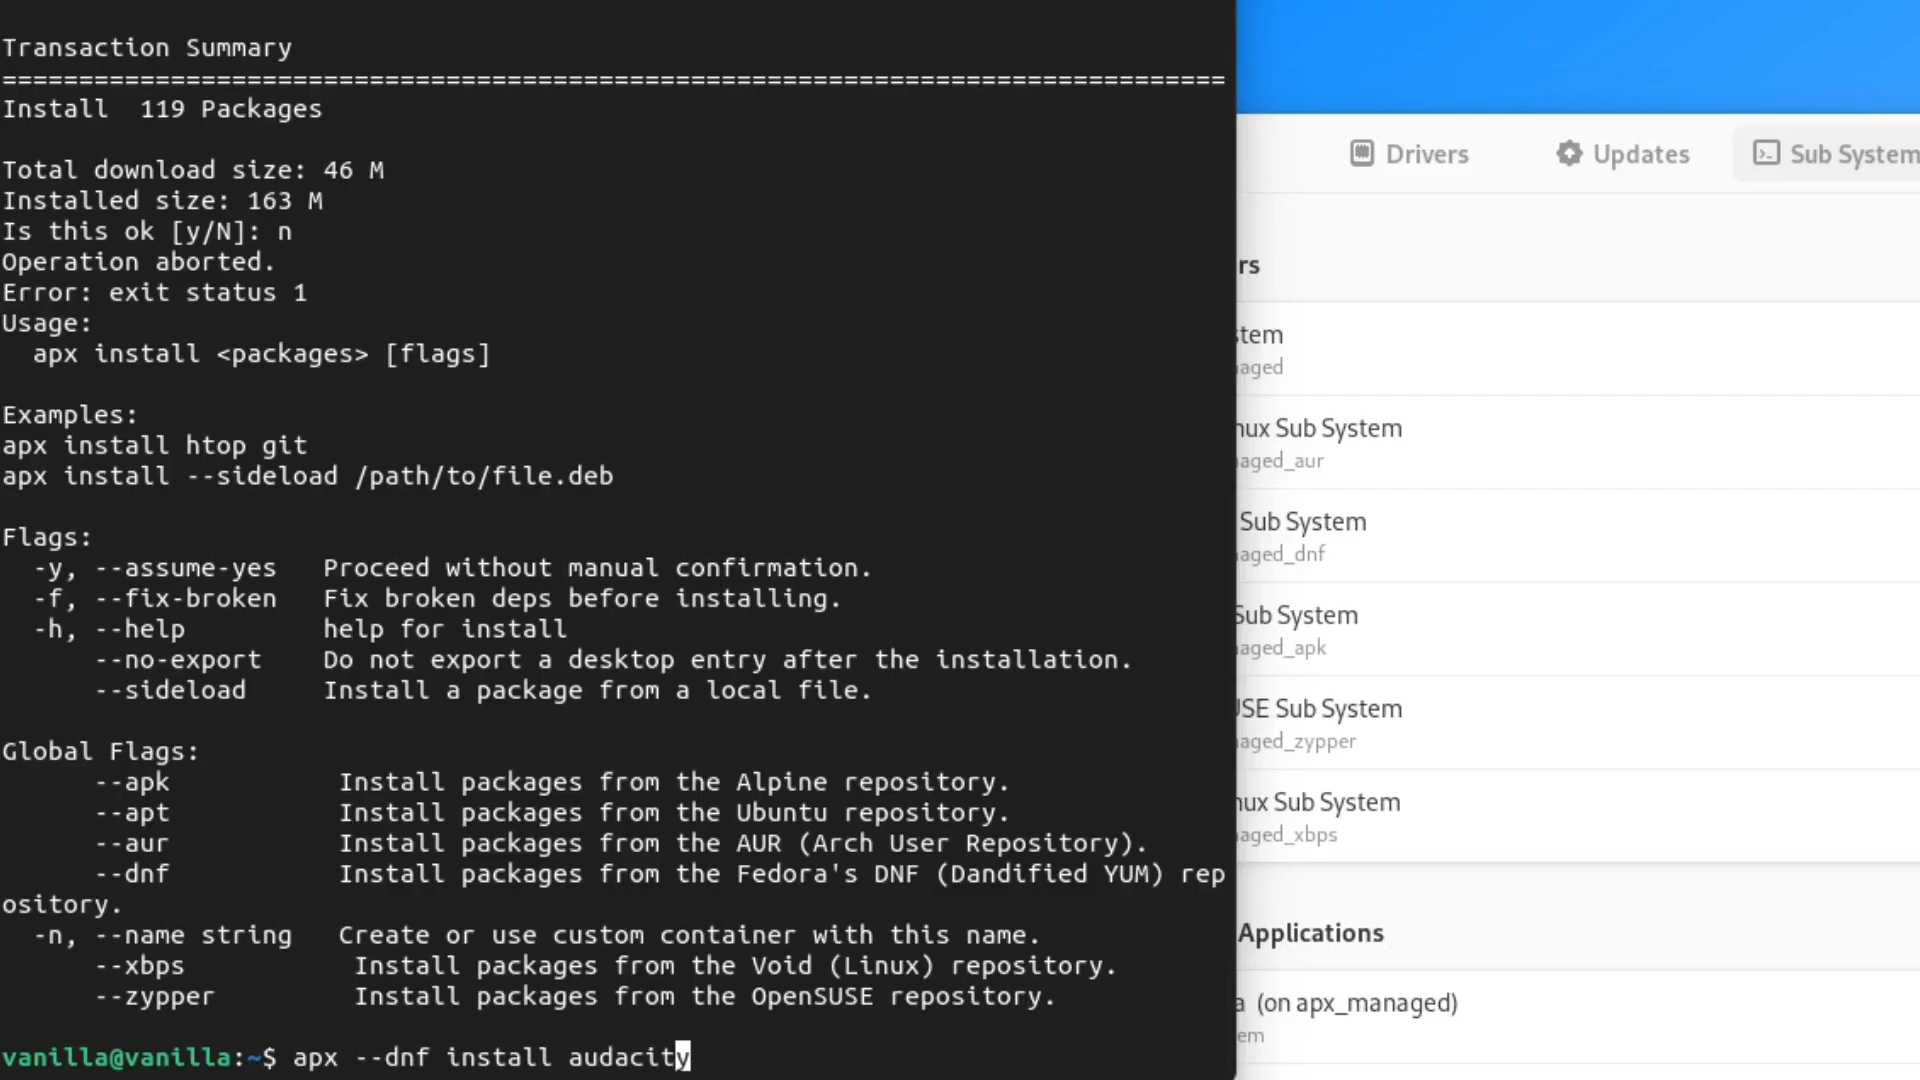 Transaction Summary
================================================================================
Install  119 Packages
Total download size: 46 M
Installed size: 163 M
Is this ok [y/N]: n
Operation aborted.
Error: exit status 1
Usage:
  apx install <packages> [flags]
Examples:
apx install htop git
apx install --sideload /path/to/file.deb
Flags:
  -y, --assume-yes   Proceed without manual confirmation.
  -f, --fix-broken   Fix broken deps before installing.
  -h, --help         help for install
      --no-export    Do not export a desktop entry after the installation.
      --sideload     Install a package from a local file.
Global Flags:
      --apk           Install packages from the Alpine repository.
      --apt           Install packages from the Ubuntu repository.
      --aur           Install packages from the AUR (Arch User Repository).
      --dnf           Install packages from the Fedora's DNF (Dandified YUM) rep
ository.
  -n, --name string   Create or use custom container with this name.
      --xbps           Install packages from the Void (Linux) repository.
      --zypper         Install packages from the OpenSUSE repository.
vanilla@vanilla:~$ apx --dnf install audacity
Drivers
Updates
Sub System
rs
stem
aged
nux Sub System
aged_aur
Sub System
aged_dnf
Sub System
aged_apk
USE Sub System
aged_zypper
nux Sub System
aged_xbps
Applications
a (on apx_managed)
em